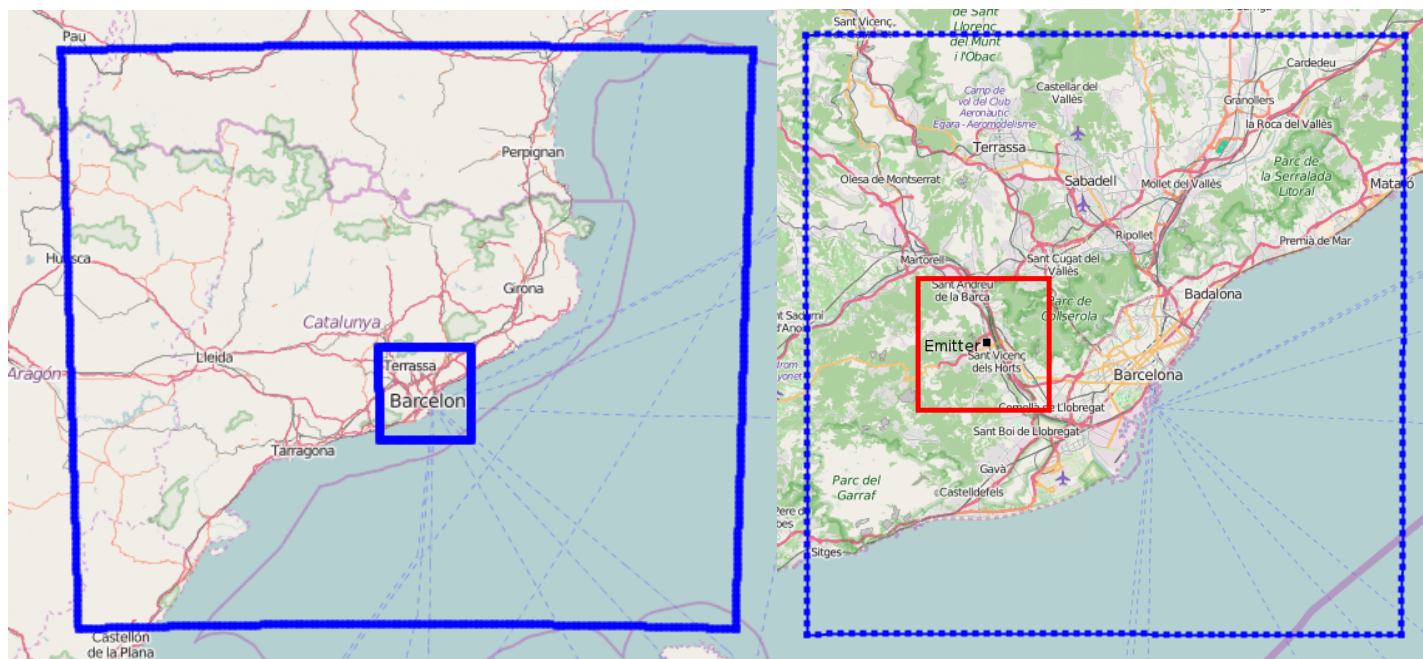 Pau
Perpignan
Huesca
Girona
Catalunya
Lleida
Aragón
Terrassa
Barcelon
Tarragona
Castellón
de la Plana
Sant Vicenç
de Sant
Llorenç
del Munt
i l'Obac
Cardedeu
Castellar del
Vallès
Camp de
vol del Club
Aeronàutic
Egara - Aeromodelisme
Granollers
la Roca del Vallès
Terrassa
Parc de
la Serralada
Litoral
Olesa de Montserrat
Sabadell
Mollet del Vallès
Mataró
Ripollet
Premià de Mar
Martorell
Sant Cugat del
Vallès
Sant Andreu
de la Barca
Badalona
Parc de
Collserola
nt Sadurní
d'Anoi
Emitter
Sant Vicenç
dels Horts
Barcelona
Cornellà de Llobregat
Sant Boi de Llobregat
Gavà
Parc del
Garraf
Castelldefels
Sitges